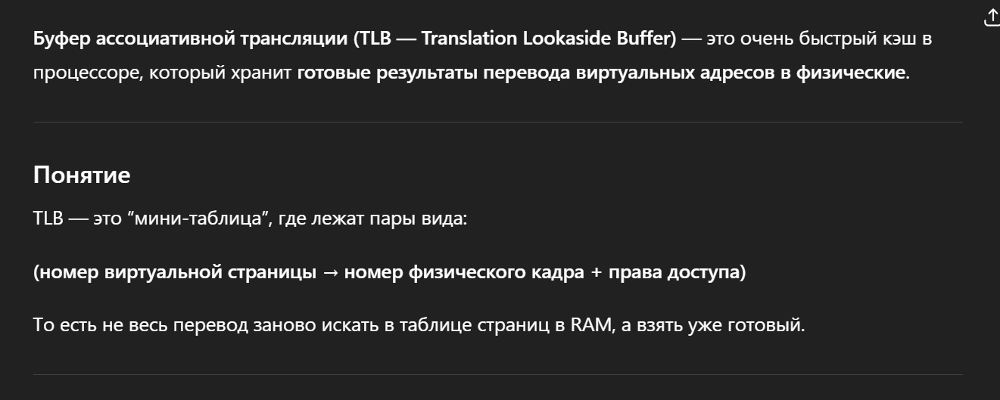 Буфер ассоциативной трансляции (TLB — Translation Lookaside Buffer) — это очень быстрый кэш в
процессоре, который хранит готовые результаты перевода виртуальных адресов в физические.
Понятие
TLB — это “мини-таблица”, где лежат пары вида:
(номер виртуальной страницы → номер физического кадра + права доступа)
То есть не весь перевод заново искать в таблице страниц в RAM, а взять уже готовый.